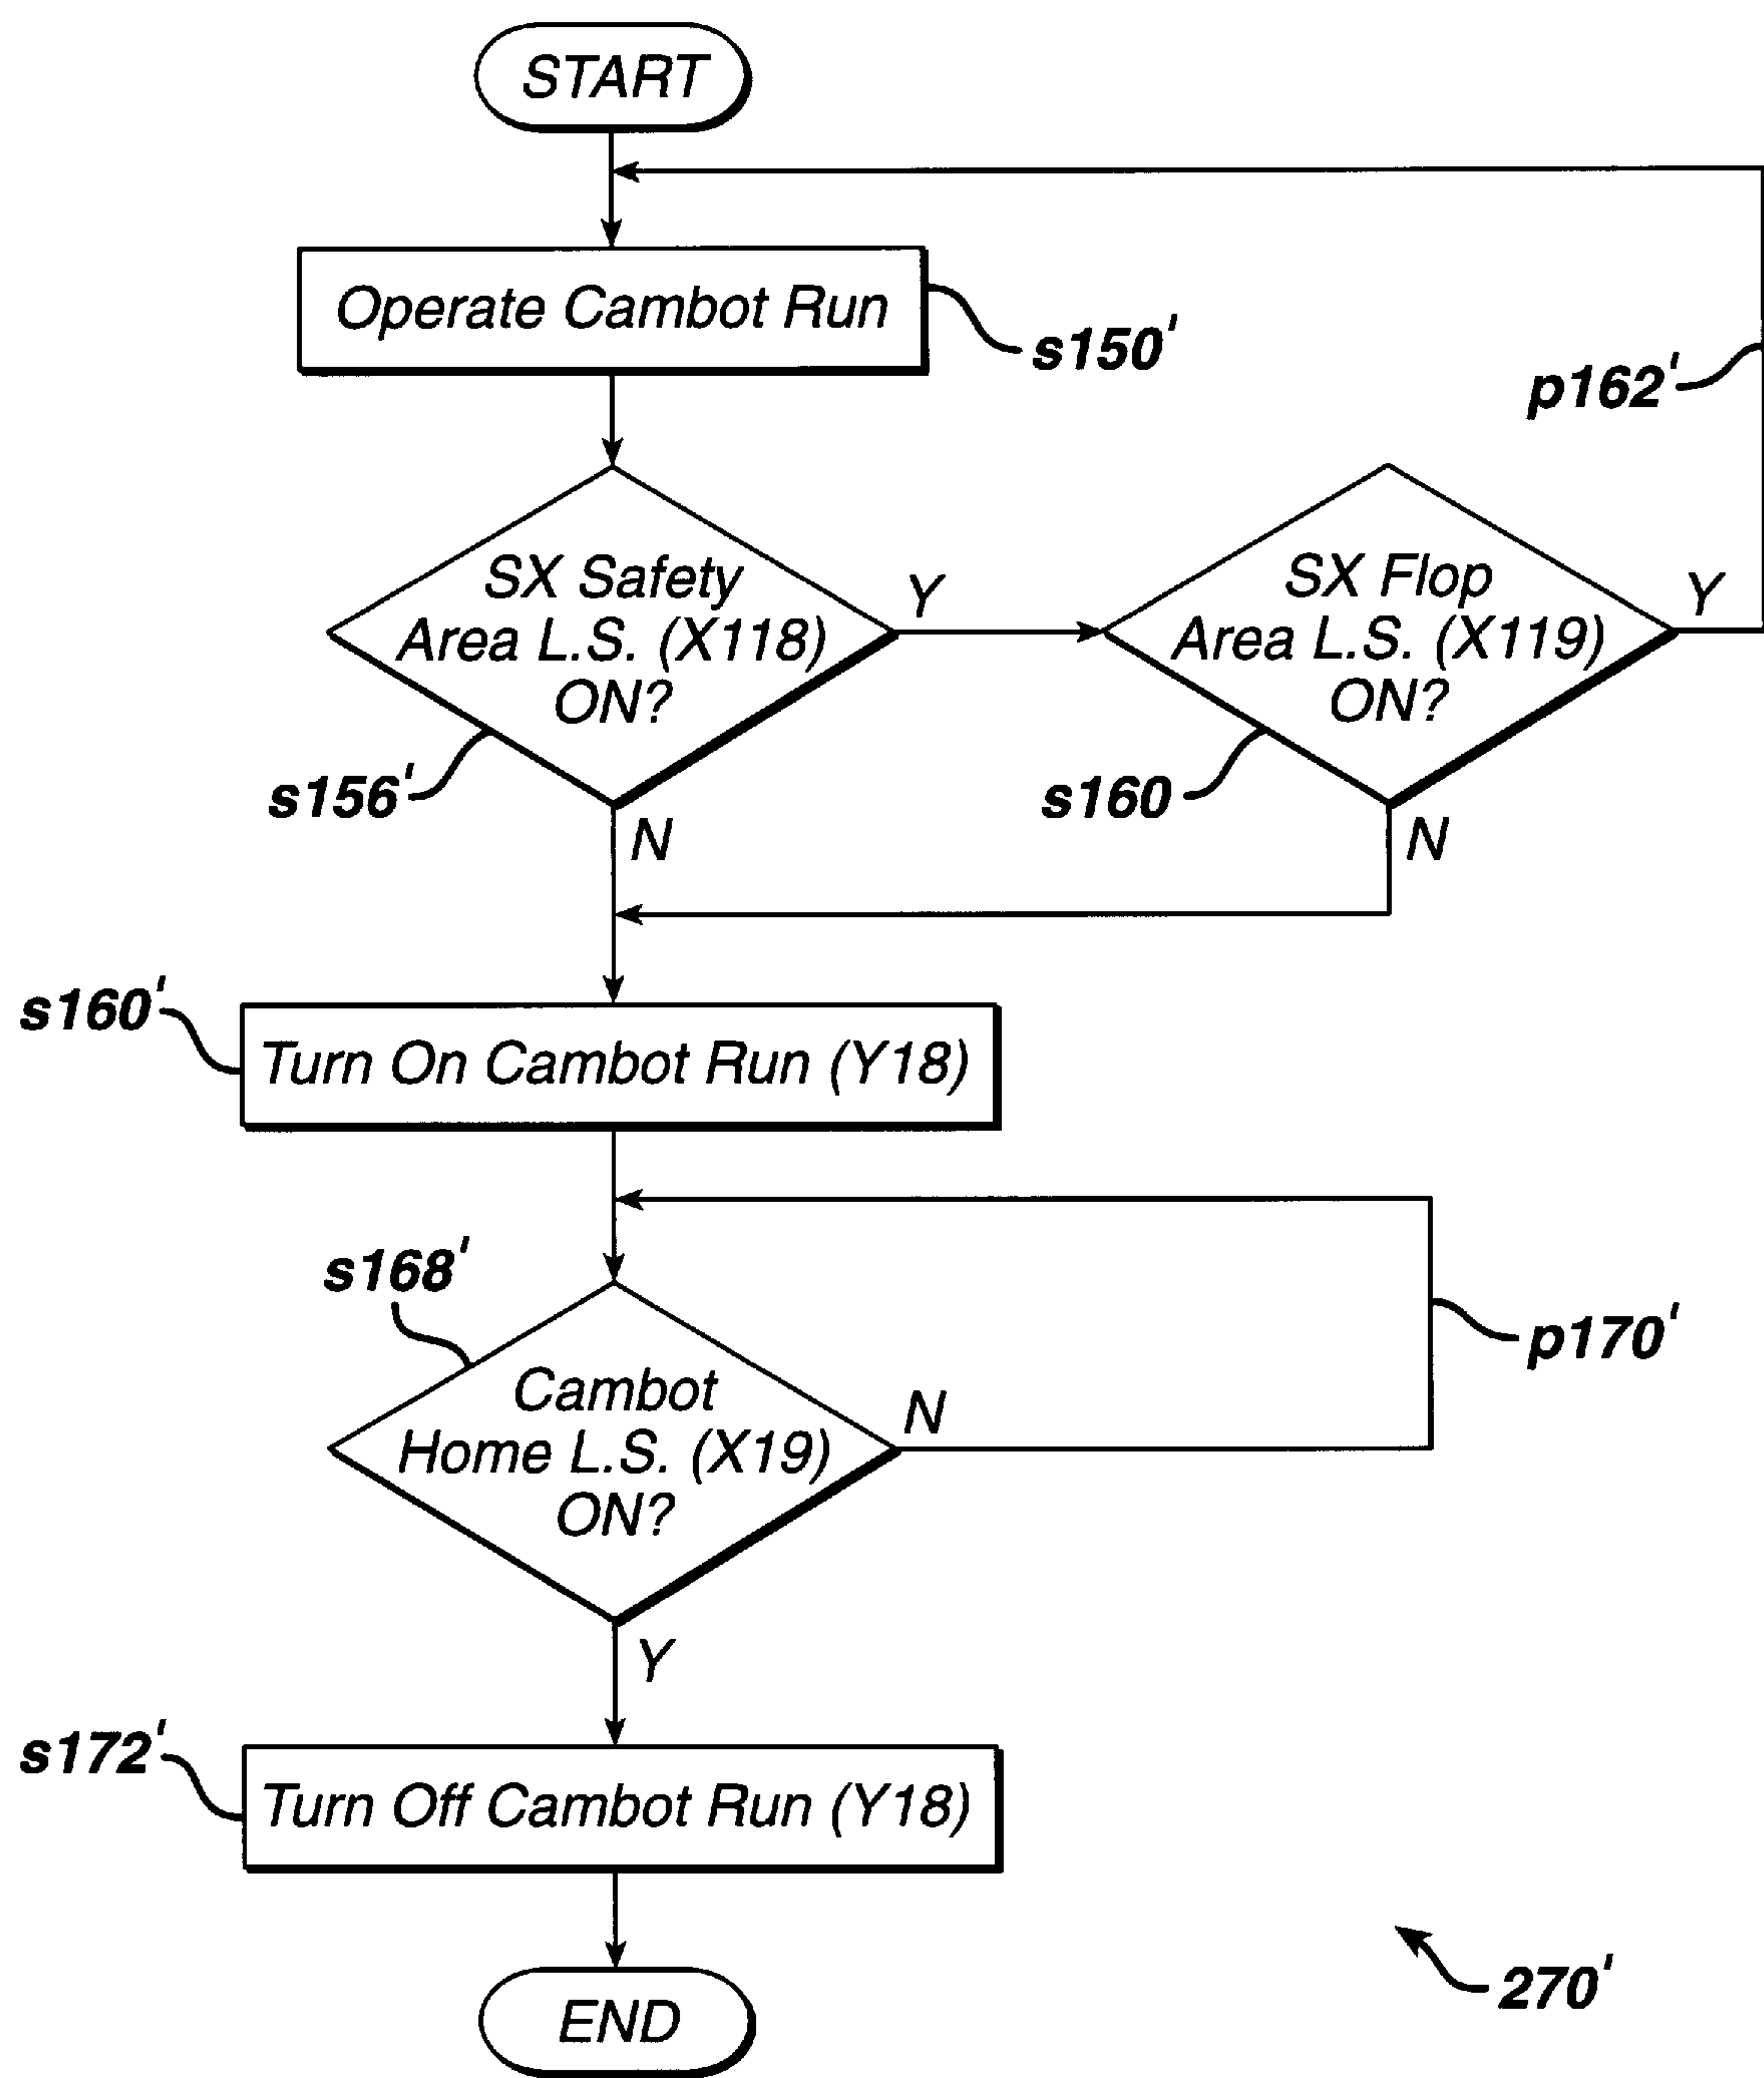 START
Operate Cambot Run
s150'
p162'
SX Safety
Area L.S. (X118)
ON?
Y
s156'
N
SX Flop
Area L.S. (X119)
ON?
Y
s160
N
s160'
Turn On Cambot Run (Y18)
s168'
p170'
Cambot
Home L.S. (X19)
ON?
N
Y
s172'
Turn Off Cambot Run (Y18)
END
270'